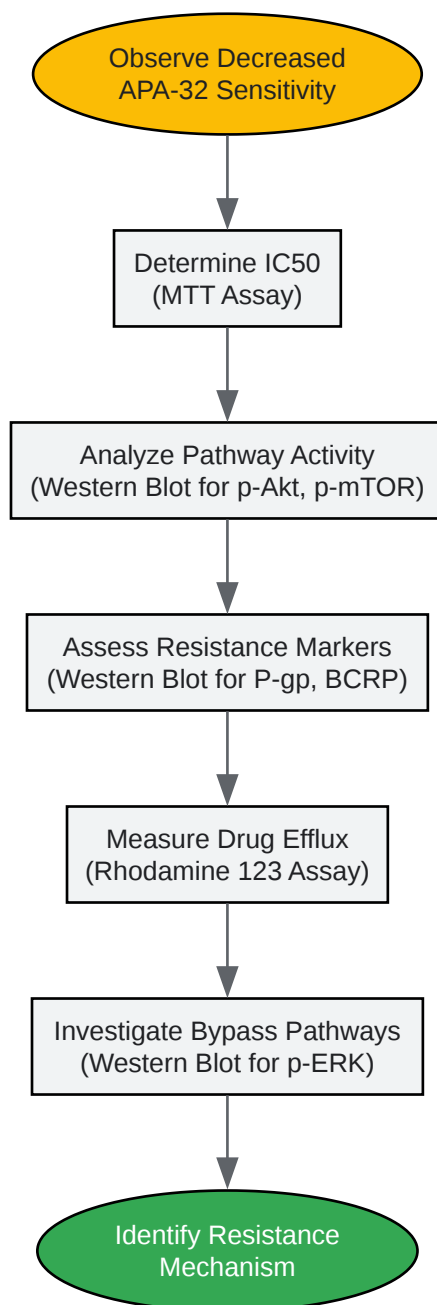 Observe Decreased
APA-32 Sensitivity
Determine IC50
(MTT Assay)
Analyze Pathway Activity
(Western Blot for p-Akt, p-mTOR)
Assess Resistance Markers
(Western Blot for P-gp, BCRP)
Measure Drug Efflux
(Rhodamine 123 Assay)
Investigate Bypass Pathways
(Western Blot for p-ERK)
Identify Resistance
Mechanism